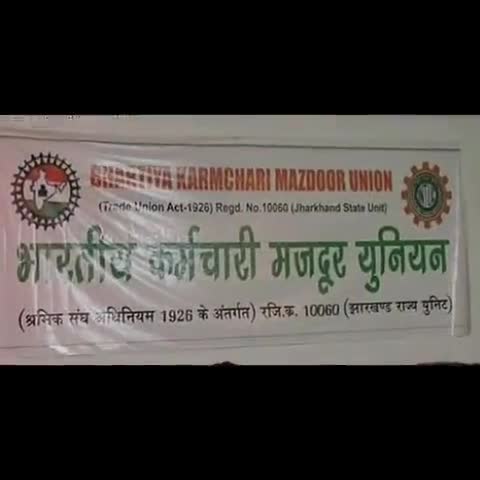 BHARTIYA KARMCHARI MAZDOOR UNION
(Trade Union Act-1926) Regd. No.10060 (Jharkhand State Unit)
भारतीय कर्मचारी मजदूर युनियन
(श्रमिक संघ अधिनियम 1926 के अंतर्गत) रजि.क. 10060 (झारखण्ड राज्य युनिट)